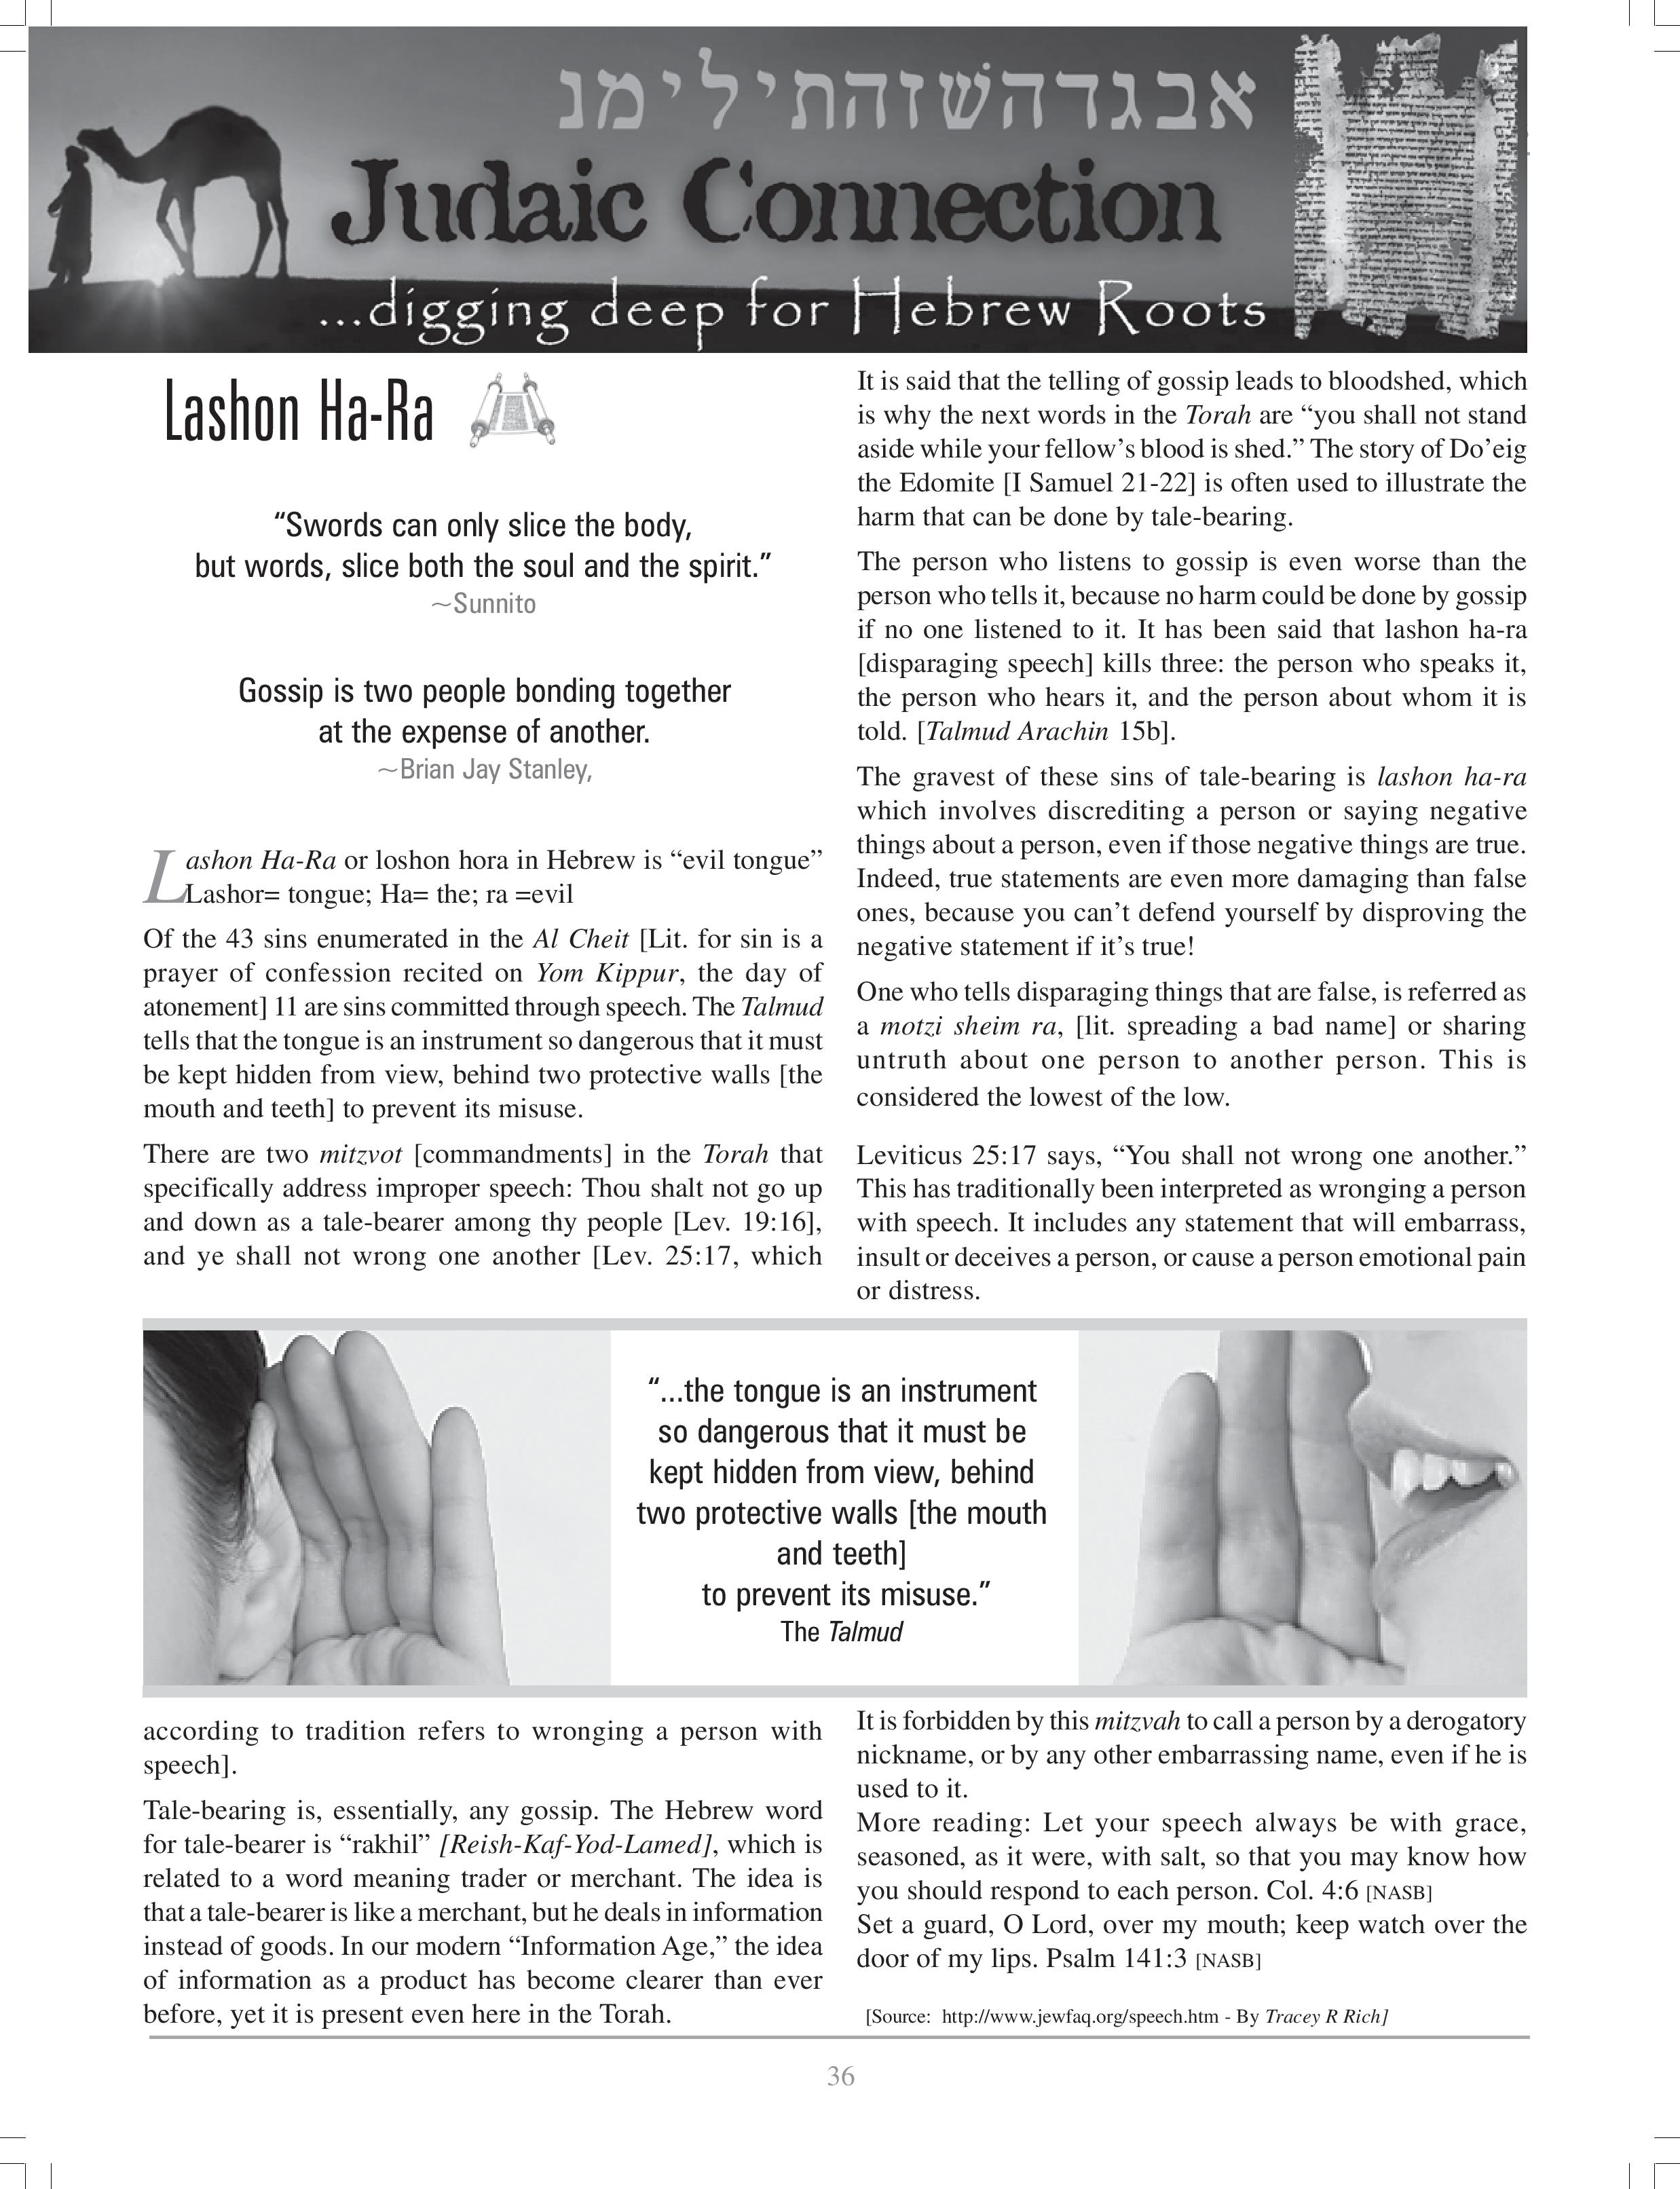 אבגדהשׁזהתילימנ
Judaic Connection
...digging deep for Hebrew Roots
Lashon Ha-Ra
“Swords can only slice the body,
but words, slice both the soul and the spirit.”
~Sunnito
Gossip is two people bonding together
at the expense of another.
~Brian Jay Stanley,
Lashon Ha-Ra or loshon hora in Hebrew is “evil tongue”
Lashor= tongue; Ha= the; ra =evil
Of the 43 sins enumerated in the Al Cheit [Lit. for sin is a
prayer of confession recited on Yom Kippur, the day of
atonement] 11 are sins committed through speech. The Talmud
tells that the tongue is an instrument so dangerous that it must
be kept hidden from view, behind two protective walls [the
mouth and teeth] to prevent its misuse.
There are two mitzvot [commandments] in the Torah that
specifically address improper speech: Thou shalt not go up
and down as a tale-bearer among thy people [Lev. 19:16],
and ye shall not wrong one another [Lev. 25:17, which
according to tradition refers to wronging a person with
speech].
Tale-bearing is, essentially, any gossip. The Hebrew word
for tale-bearer is “rakhil” [Reish-Kaf-Yod-Lamed], which is
related to a word meaning trader or merchant. The idea is
that a tale-bearer is like a merchant, but he deals in information
instead of goods. In our modern “Information Age,” the idea
of information as a product has become clearer than ever
before, yet it is present even here in the Torah.
It is said that the telling of gossip leads to bloodshed, which
is why the next words in the Torah are “you shall not stand
aside while your fellow’s blood is shed.” The story of Do’eig
the Edomite [I Samuel 21-22] is often used to illustrate the
harm that can be done by tale-bearing.
The person who listens to gossip is even worse than the
person who tells it, because no harm could be done by gossip
if no one listened to it. It has been said that lashon ha-ra
[disparaging speech] kills three: the person who speaks it,
the person who hears it, and the person about whom it is
told. [Talmud Arachin 15b].
The gravest of these sins of tale-bearing is lashon ha-ra
which involves discrediting a person or saying negative
things about a person, even if those negative things are true.
Indeed, true statements are even more damaging than false
ones, because you can’t defend yourself by disproving the
negative statement if it’s true!
One who tells disparaging things that are false, is referred as
a motzi sheim ra, [lit. spreading a bad name] or sharing
untruth about one person to another person. This is
considered the lowest of the low.
Leviticus 25:17 says, “You shall not wrong one another.”
This has traditionally been interpreted as wronging a person
with speech. It includes any statement that will embarrass,
insult or deceives a person, or cause a person emotional pain
or distress.
“...the tongue is an instrument
so dangerous that it must be
kept hidden from view, behind
two protective walls [the mouth
and teeth]
to prevent its misuse.”
The Talmud
It is forbidden by this mitzvah to call a person by a derogatory
nickname, or by any other embarrassing name, even if he is
used to it.
More reading: Let your speech always be with grace,
seasoned, as it were, with salt, so that you may know how
you should respond to each person. Col. 4:6 [NASB]
Set a guard, O Lord, over my mouth; keep watch over the
door of my lips. Psalm 141:3 [NASB]
[Source: http://www.jewfaq.org/speech.htm - By Tracey R Rich]
36